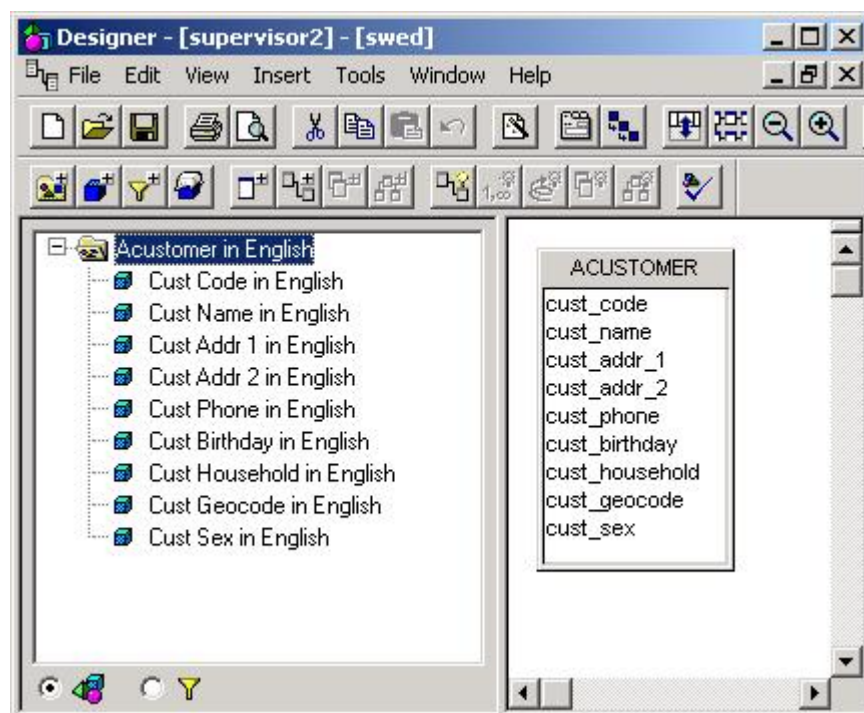 Designer - [supervisor2] - [swed]
File Edit View Insert Tools Window Help
1,∞
Acustomer in English
Cust Code in English
Cust Name in English
Cust Addr 1 in English
Cust Addr 2 in English
Cust Phone in English
Cust Birthday in English
Cust Household in English
Cust Geocode in English
Cust Sex in English
ACUSTOMER
cust_code
cust_name
cust_addr_1
cust_addr_2
cust_phone
cust_birthday
cust_household
cust_geocode
cust_sex